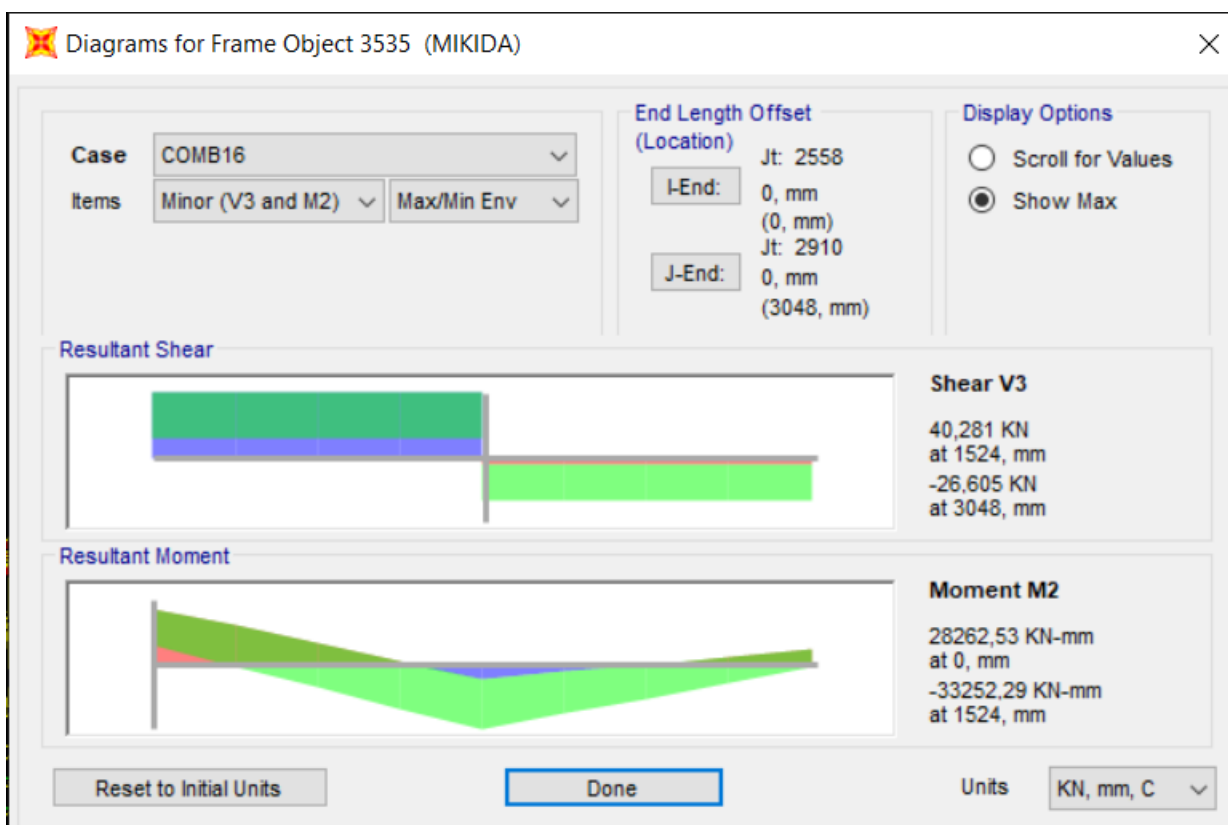 Diagrams for Frame Object 3535 (MIKIDA)
Case COMB16
Items Minor (V3 and M2) Max/Min Env
End Length Offset
(Location)
I-End:
Jt: 2558
0, mm
(0, mm)
J-End:
Jt: 2910
0, mm
(3048, mm)
Display Options
Scroll for Values
Show Max
Resultant Shear
Shear V3
40,281 KN
at 1524, mm
-26,605 KN
at 3048, mm
Resultant Moment
Moment M2
28262,53 KN-mm
at 0, mm
-33252,29 KN-mm
at 1524, mm
Reset to Initial Units
Done
Units KN, mm, C